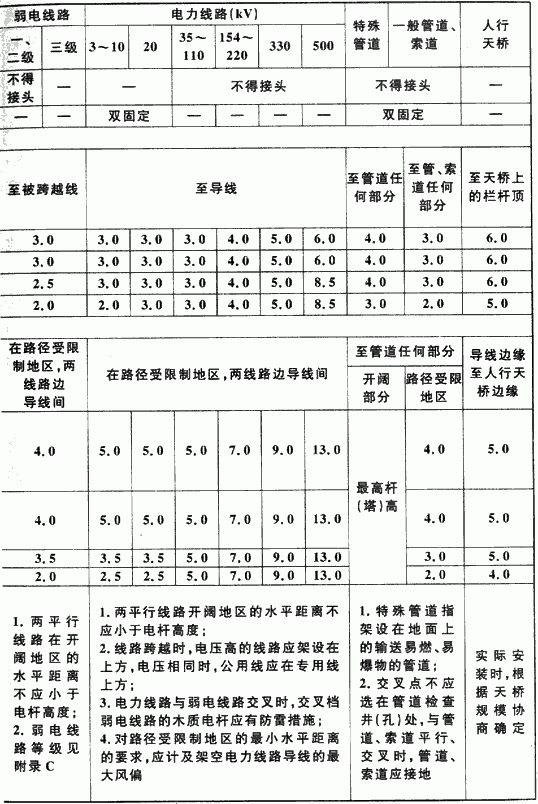 弱电线路 电力线路(kV) 特殊管道 一般管道、索道 人行天桥
一、二级 三级 3～10 20 35～110 154～220 330 500
不得接头 — — 不得接头 不得接头 —
— — 双固定 — — — — 双固定 —
至被跨越线 至导线 至管道任何部分 至管、索道任何部分 至天桥上的栏杆顶
3.0 3.0 3.0 3.0 4.0 5.0 6.0 4.0 3.0 6.0
3.0 3.0 3.0 3.0 4.0 5.0 6.0 4.0 3.0 6.0
2.5 3.0 3.0 3.0 4.0 5.0 8.5 4.0 3.0 6.0
2.0 2.0 3.0 3.0 4.0 5.0 8.5 3.0 2.0 5.0
在路径受限制地区,两线路边导线间 在路径受限制地区,两线路边导线间 至管道任何部分 导线边缘至人行天桥边缘
开阔部分 路径受限地区
4.0 5.0 5.0 5.0 7.0 9.0 13.0 最高杆(塔)高 4.0 5.0
4.0 5.0 5.0 5.0 7.0 9.0 13.0 4.0 5.0
3.5 3.5 3.5 5.0 7.0 9.0 13.0 3.0 5.0
2.0 2.5 2.5 5.0 7.0 9.0 13.0 2.0 4.0
1. 两平行
线路在开
阔地区的
水平距离
不应小于
电杆高度;
2. 弱电线
路等级见
附录 C
1. 两平行线路开阔地区的水平距离不
应小于电杆高度;
2. 线路跨越时,电压高的线路应架设在
上方,电压相同时,公用线应在专用线
上方;
3. 电力线路与弱电线路交叉时,交叉档
弱电线路的木质电杆应有防雷措施;
4. 对路径受限制地区的最小水平距离
的要求,应计及架空电力线路导线的最
大风偏
1. 特殊管道指
架设在地面上
的输送易燃、易
爆物的管道;
2. 交叉点不应
选在管道检查
井(孔)处,与管
道、索道平行、
交叉时,管道、
索道应接地
实际安
装时,根
据天桥
规模协
商确定